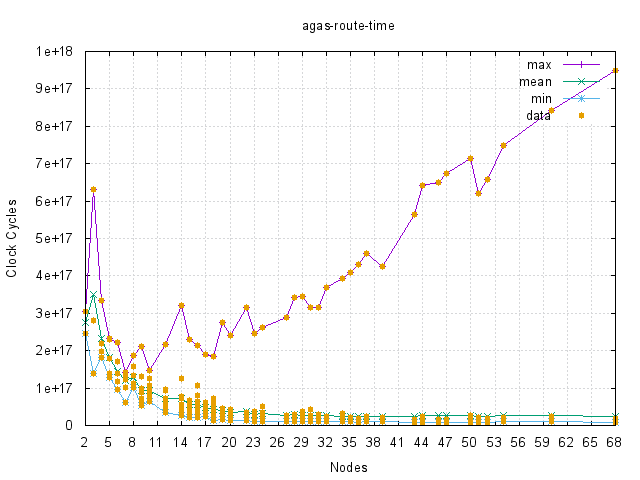 agas-route-time
1e+18
9e+17
8e+17
7e+17
6e+17
5e+17
4e+17
3e+17
2e+17
1e+17
0
Clock Cycles
max
mean
min
data
2 5 8 11 14 17 20 23 26 29 32 35 38 41 44 47 50 53 56 59 62 65 68
Nodes